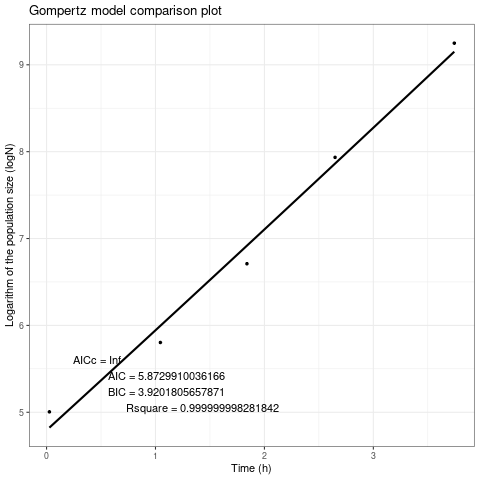 Gompertz model comparison plot
Logarithm of the population size (logN)
9
8
7
6
5
AICc = Inf
AIC = 5.8729910036166
BIC = 3.9201805657871
Rsquare = 0.999999998281842
0 1 2 3
Time (h)